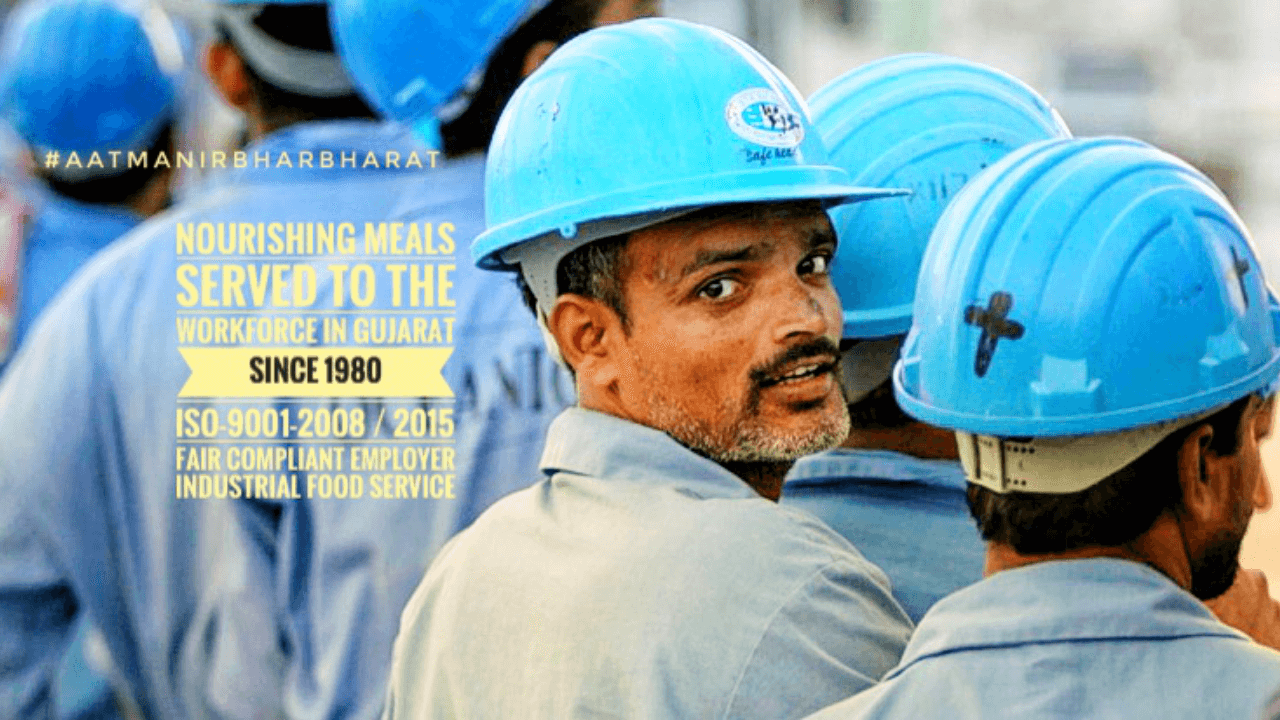 #AATMANIRBHARBHARAT
NOURISHING MEALS
SERVED TO THE
WORKFORCE IN GUJARAT
SINCE 1980
ISO-9001-2008 / 2015
FAIR COMPLIANT EMPLOYER
INDUSTRIAL FOOD SERVICE